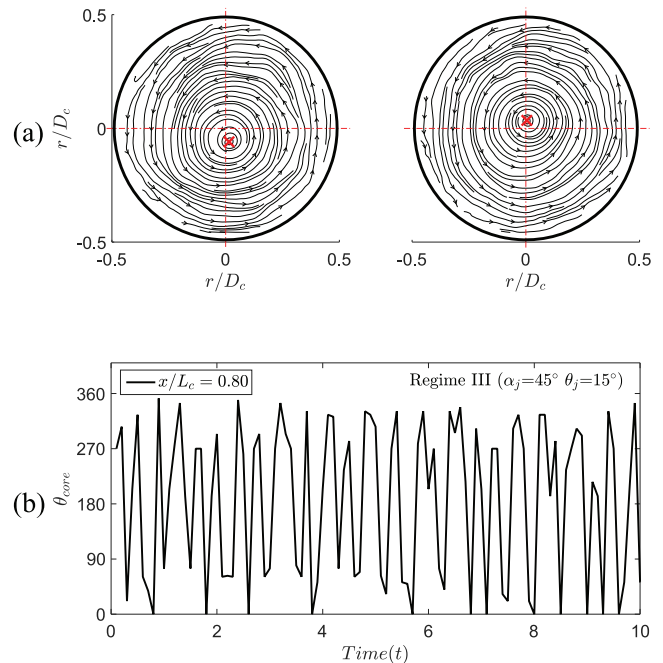 (a)
0.5
0
-0.5
r/D_c
-0.5 0 0.5
r/D_c
-0.5 0 0.5
r/D_c
(b)
x/L_c = 0.80
Regime III (α_j=45° θ_j=15°)
360
270
180
90
0
θ_core
0 2 4 6 8 10
Time(t)